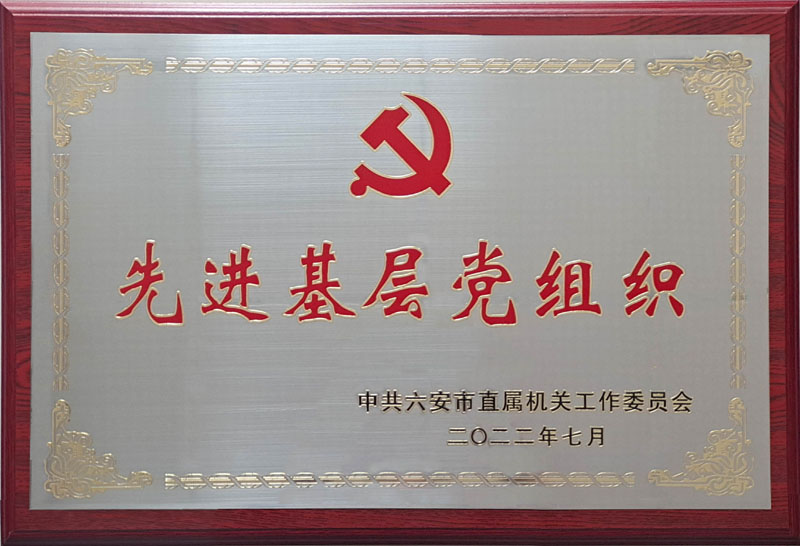 先进基层党组织
中共六安市直属机关工作委员会
二〇二二年七月